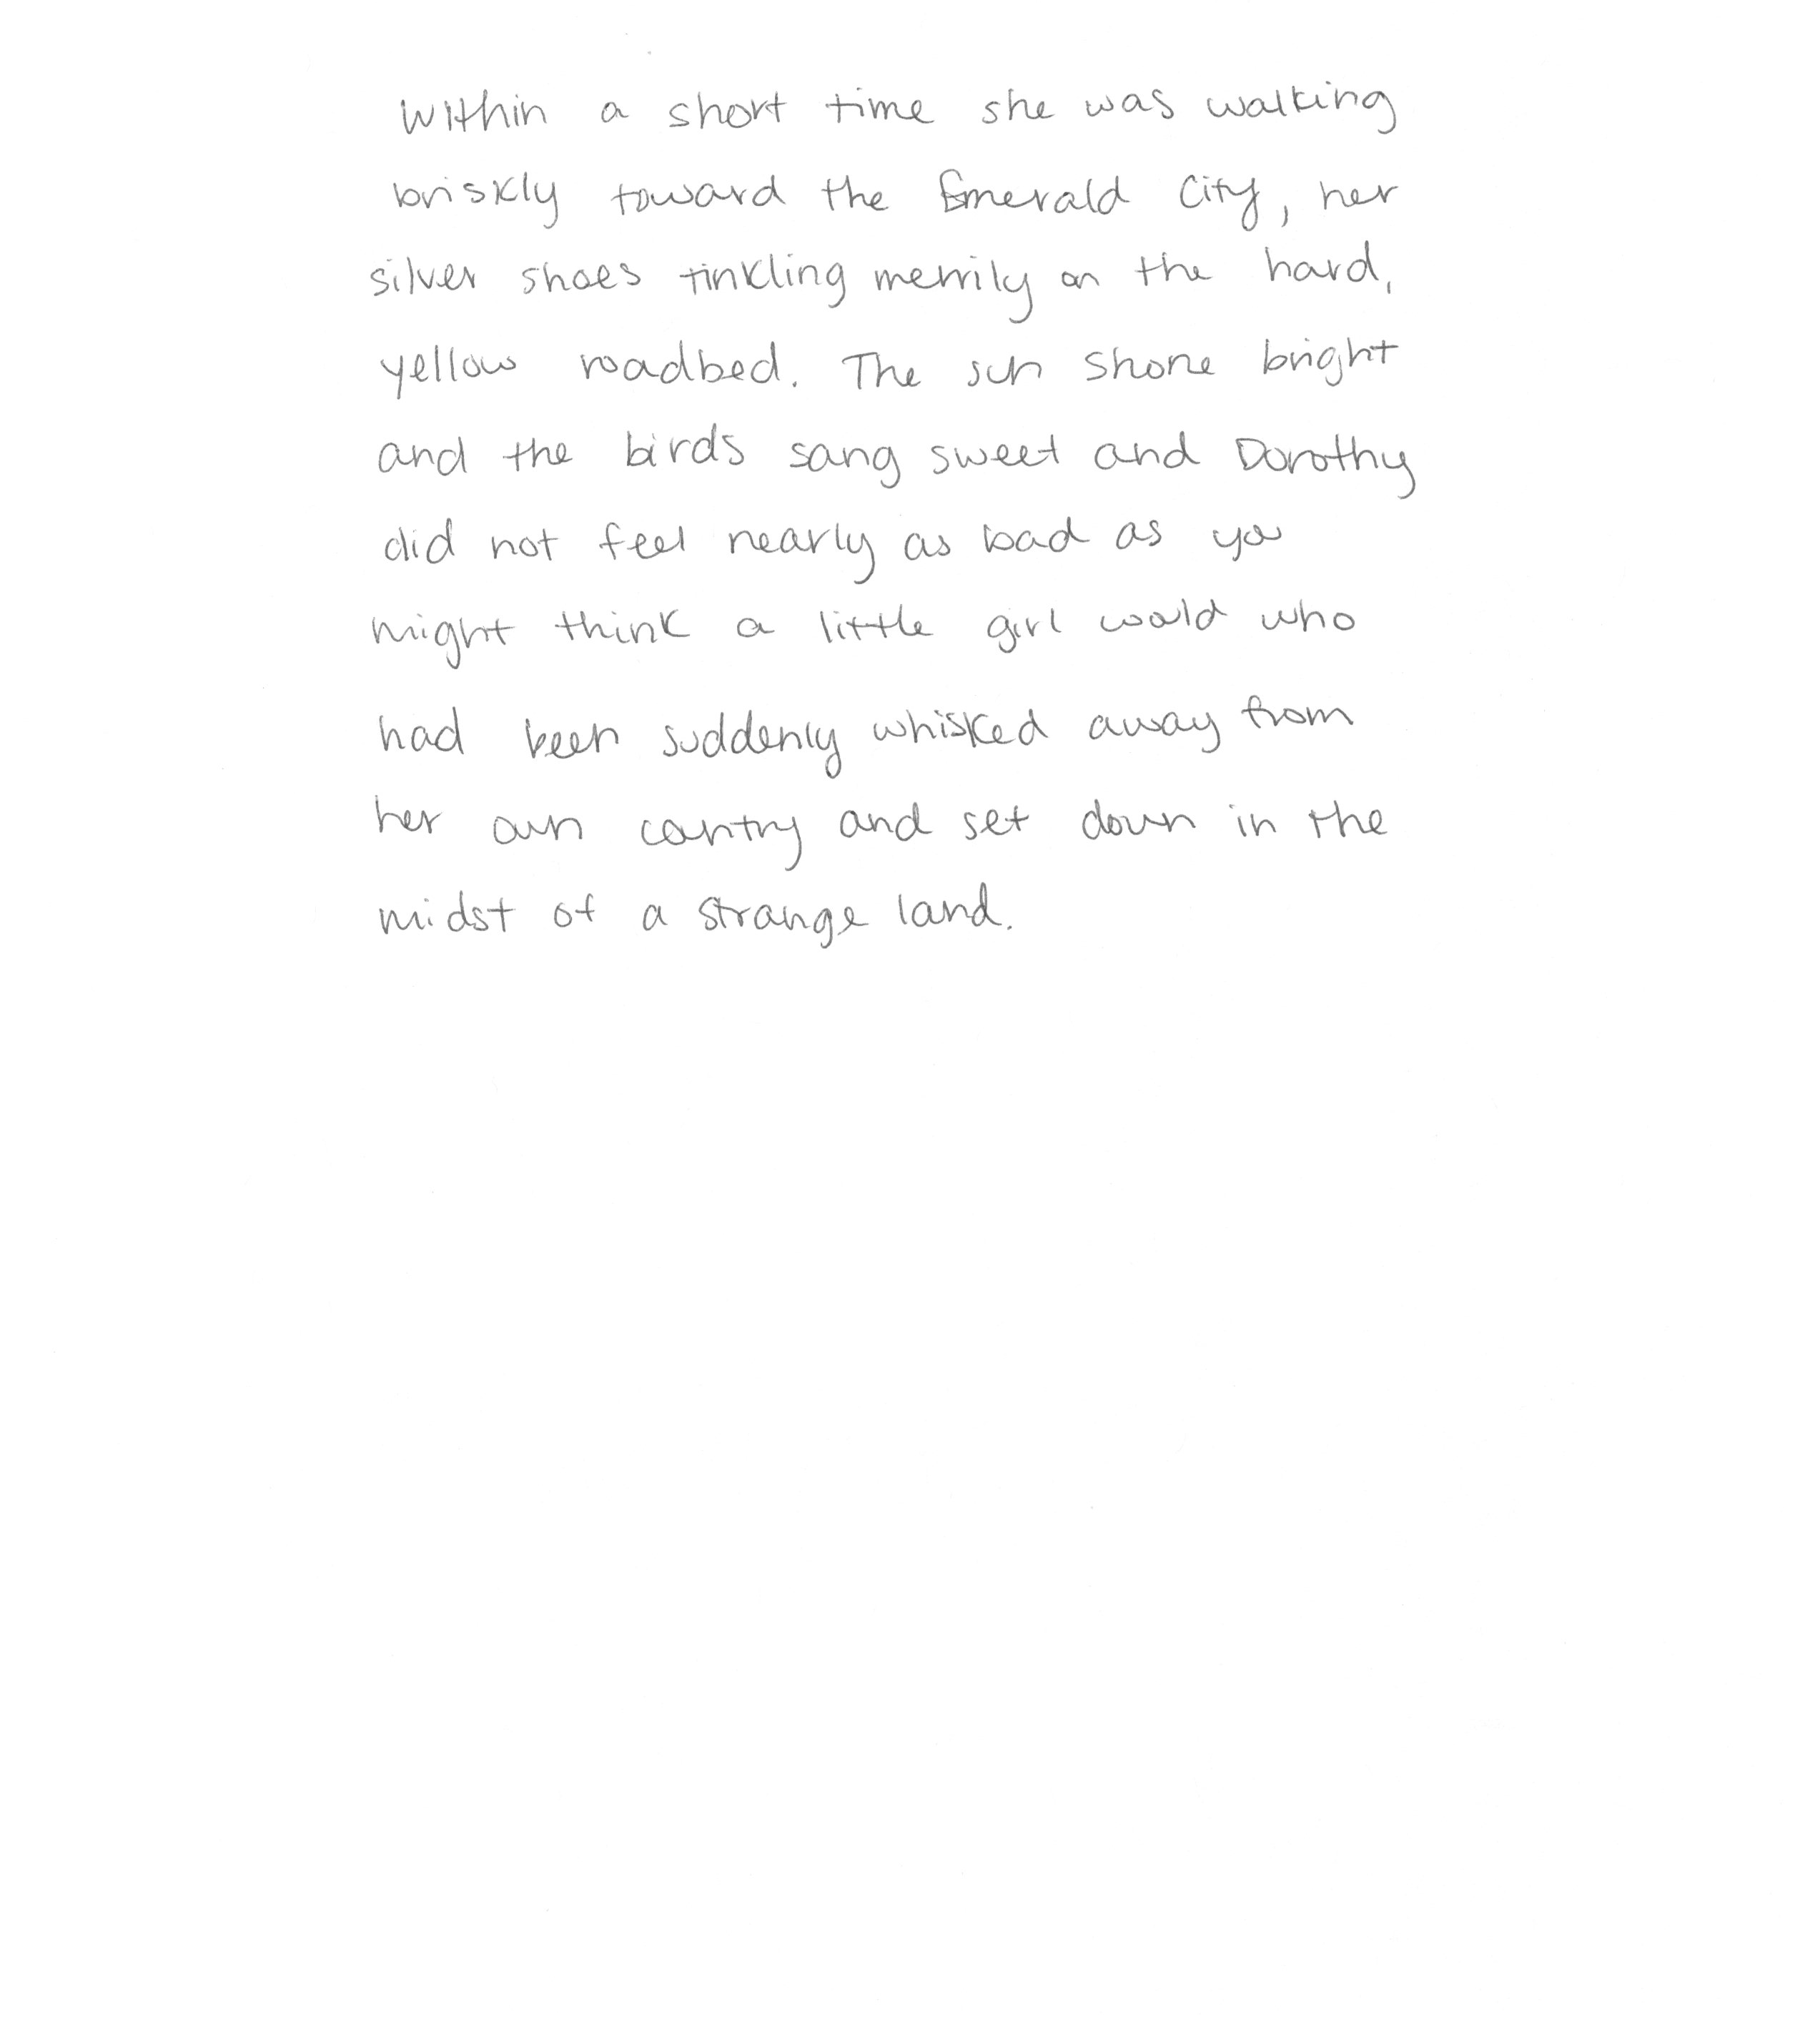 Within a short time she was walking
briskly toward the Emerald City, her
silver shoes tinkling merrily on the hard,
yellow roadbed. The sun shone bright
and the birds sang sweet and Dorothy
did not feel nearly as bad as you
might think a little girl would who
had been suddenly whisked away from
her own country and set down in the
midst of a strange land.